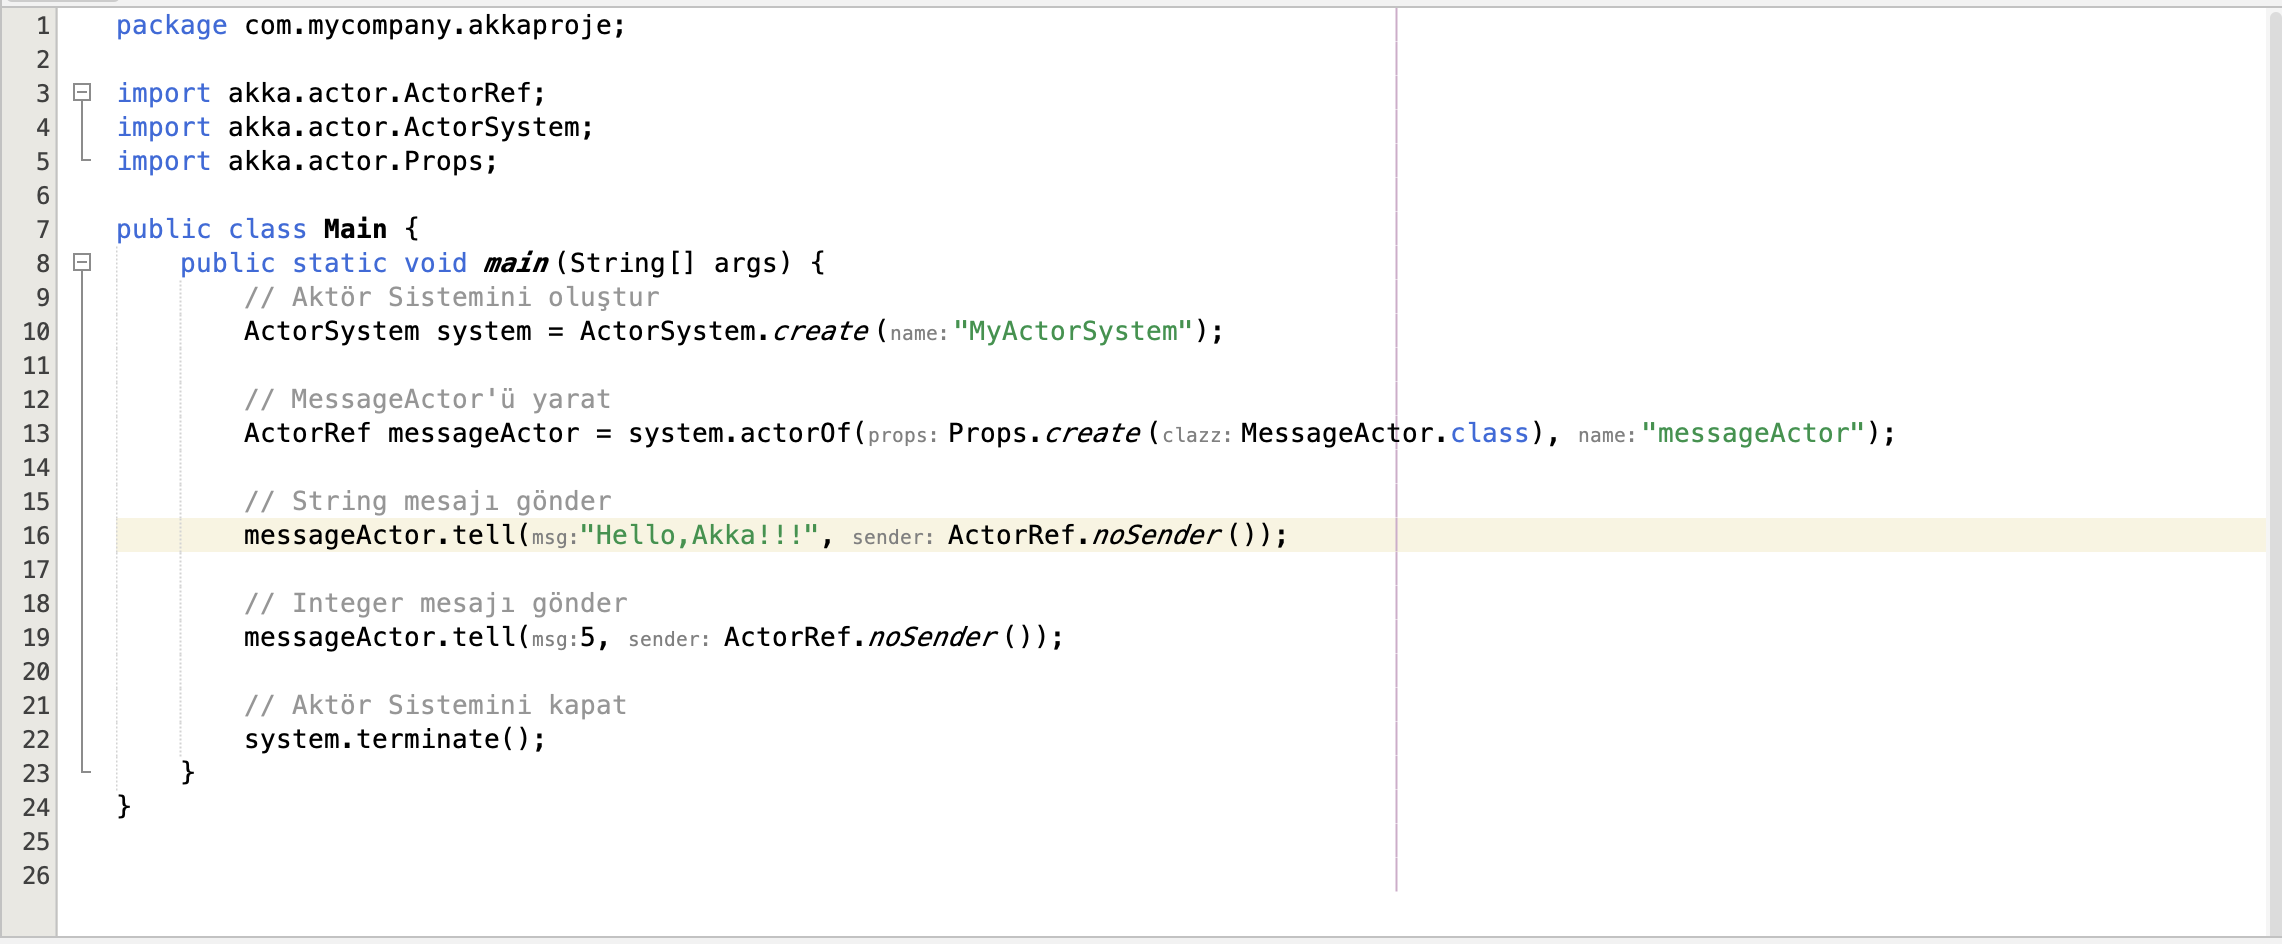 1 package com.mycompany.akkaproje;
2
3 import akka.actor.ActorRef;
4 import akka.actor.ActorSystem;
5 import akka.actor.Props;
6
7 public class Main {
8 public static void main(String[] args) {
9 // Aktör Sistemini oluştur
10 ActorSystem system = ActorSystem.create(name: "MyActorSystem");
11
12 // MessageActor'ü yarat
13 ActorRef messageActor = system.actorOf(props: Props.create(clazz: MessageActor.class), name: "messageActor");
14
15 // String mesajı gönder
16 messageActor.tell(msg: "Hello,Akka!!!", sender: ActorRef.noSender());
17
18 // Integer mesajı gönder
19 messageActor.tell(msg: 5, sender: ActorRef.noSender());
20
21 // Aktör Sistemini kapat
22 system.terminate();
23 }
24 }
25
26